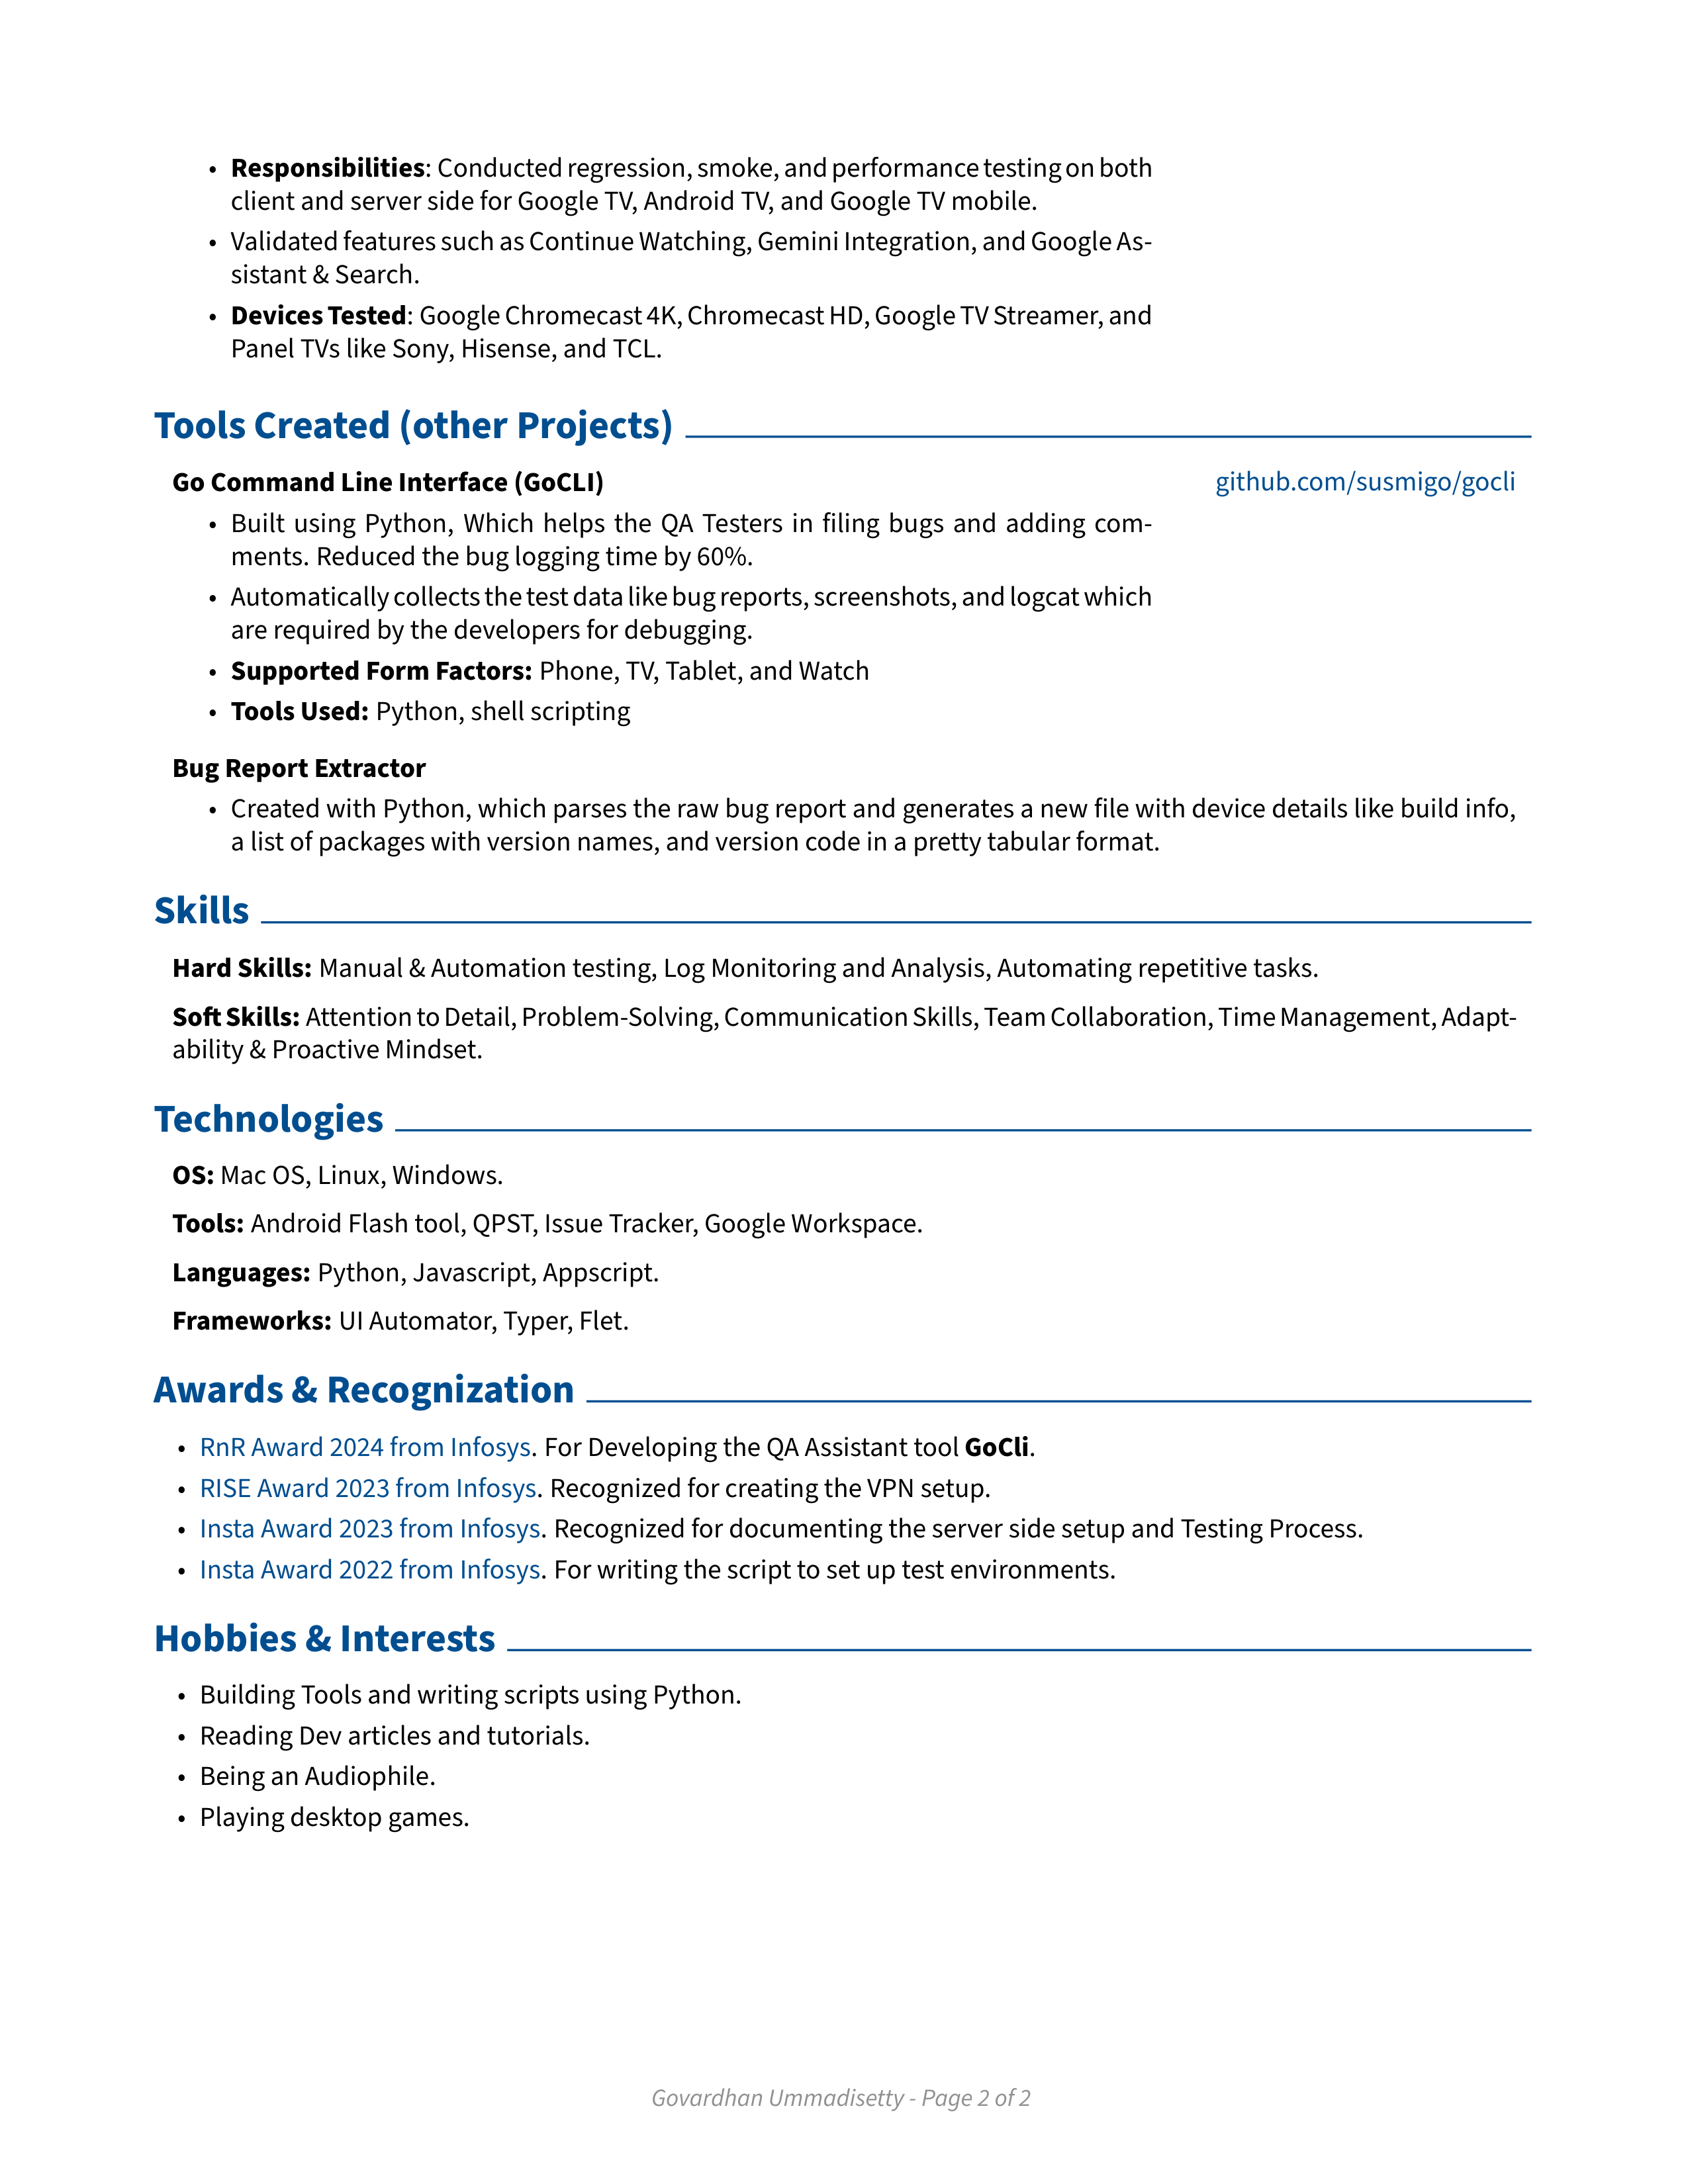 • Responsibilities: Conducted regression, smoke, and performance testing on both
client and server side for Google TV, Android TV, and Google TV mobile.
• Validated features such as Continue Watching, Gemini Integration, and Google As-
sistant & Search.
• Devices Tested: Google Chromecast 4K, Chromecast HD, Google TV Streamer, and
Panel TVs like Sony, Hisense, and TCL.
Tools Created (other Projects)
Go Command Line Interface (GoCLI) github.com/susmigo/gocli
• Built using Python, Which helps the QA Testers in filing bugs and adding com-
ments. Reduced the bug logging time by 60%.
• Automatically collects the test data like bug reports, screenshots, and logcat which
are required by the developers for debugging.
• Supported Form Factors: Phone, TV, Tablet, and Watch
• Tools Used: Python, shell scripting
Bug Report Extractor
• Created with Python, which parses the raw bug report and generates a new file with device details like build info,
a list of packages with version names, and version code in a pretty tabular format.
Skills
Hard Skills: Manual & Automation testing, Log Monitoring and Analysis, Automating repetitive tasks.
Soft Skills: Attention to Detail, Problem-Solving, Communication Skills, Team Collaboration, Time Management, Adapt-
ability & Proactive Mindset.
Technologies
OS: Mac OS, Linux, Windows.
Tools: Android Flash tool, QPST, Issue Tracker, Google Workspace.
Languages: Python, Javascript, Appscript.
Frameworks: UI Automator, Typer, Flet.
Awards & Recognization
• RnR Award 2024 from Infosys. For Developing the QA Assistant tool GoCli.
• RISE Award 2023 from Infosys. Recognized for creating the VPN setup.
• Insta Award 2023 from Infosys. Recognized for documenting the server side setup and Testing Process.
• Insta Award 2022 from Infosys. For writing the script to set up test environments.
Hobbies & Interests
• Building Tools and writing scripts using Python.
• Reading Dev articles and tutorials.
• Being an Audiophile.
• Playing desktop games.
Govardhan Ummadisetty - Page 2 of 2